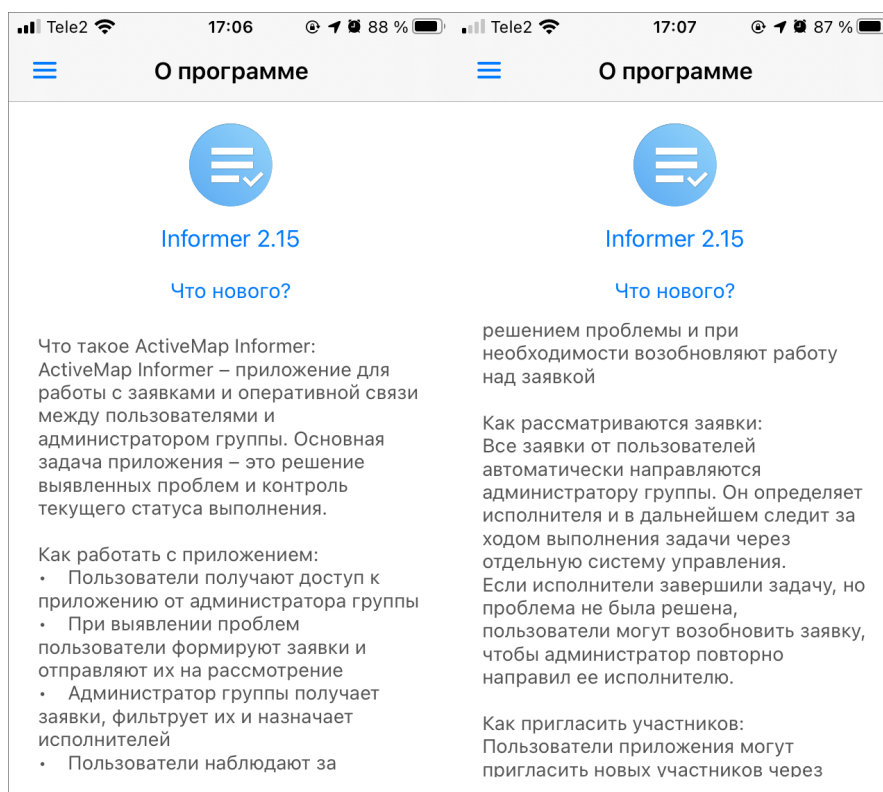 Tele2 17:06 88 %
О программе
Informer 2.15
Что нового?
Что такое ActiveMap Informer:
ActiveMap Informer – приложение для
работы с заявками и оперативной связи
между пользователями и
администратором группы. Основная
задача приложения – это решение
выявленных проблем и контроль
текущего статуса выполнения.
Как работать с приложением:
• Пользователи получают доступ к
приложению от администратора группы
• При выявлении проблем
пользователи формируют заявки и
отправляют их на рассмотрение
• Администратор группы получает
заявки, фильтрует их и назначает
исполнителей
• Пользователи наблюдают за
Tele2 17:07 87 %
О программе
Informer 2.15
Что нового?
решением проблемы и при
необходимости возобновляют работу
над заявкой
Как рассматриваются заявки:
Все заявки от пользователей
автоматически направляются
администратору группы. Он определяет
исполнителя и в дальнейшем следит за
ходом выполнения задачи через
отдельную систему управления.
Если исполнители завершили задачу, но
проблема не была решена,
пользователи могут возобновить заявку,
чтобы администратор повторно
направил ее исполнителю.
Как пригласить участников:
Пользователи приложения могут
пригласить новых участников через